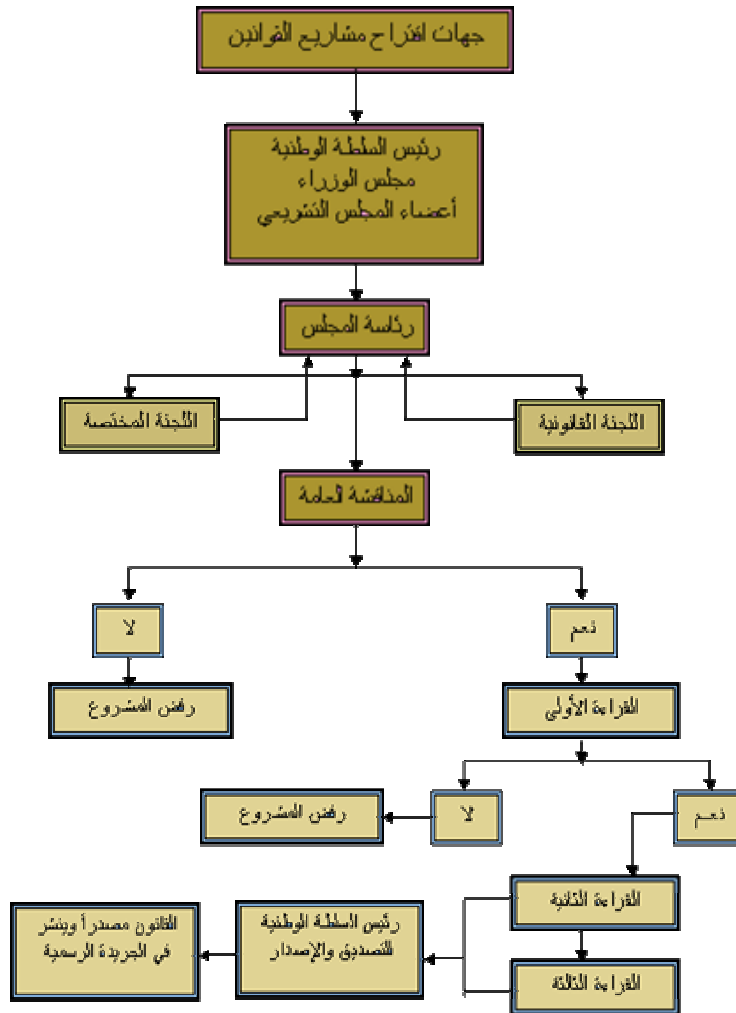 جهات اقتراح مشاريع القوانين
رئيس السلطة الوطنية
مجلس الوزراء
أعضاء المجلس التشريعي
رئاسة المجلس
اللجنة القانونية
اللجنة المختصة
المناقشة العامة
نعم
لا
القراءة الأولى
رفض المشروع
نعم
لا
رفض المشروع
القراءة الثانية
رئيس السلطة الوطنية
للتصديق والإصدار
القانون مصدراً وينشر
في الجريدة الرسمية
القراءة الثالثة